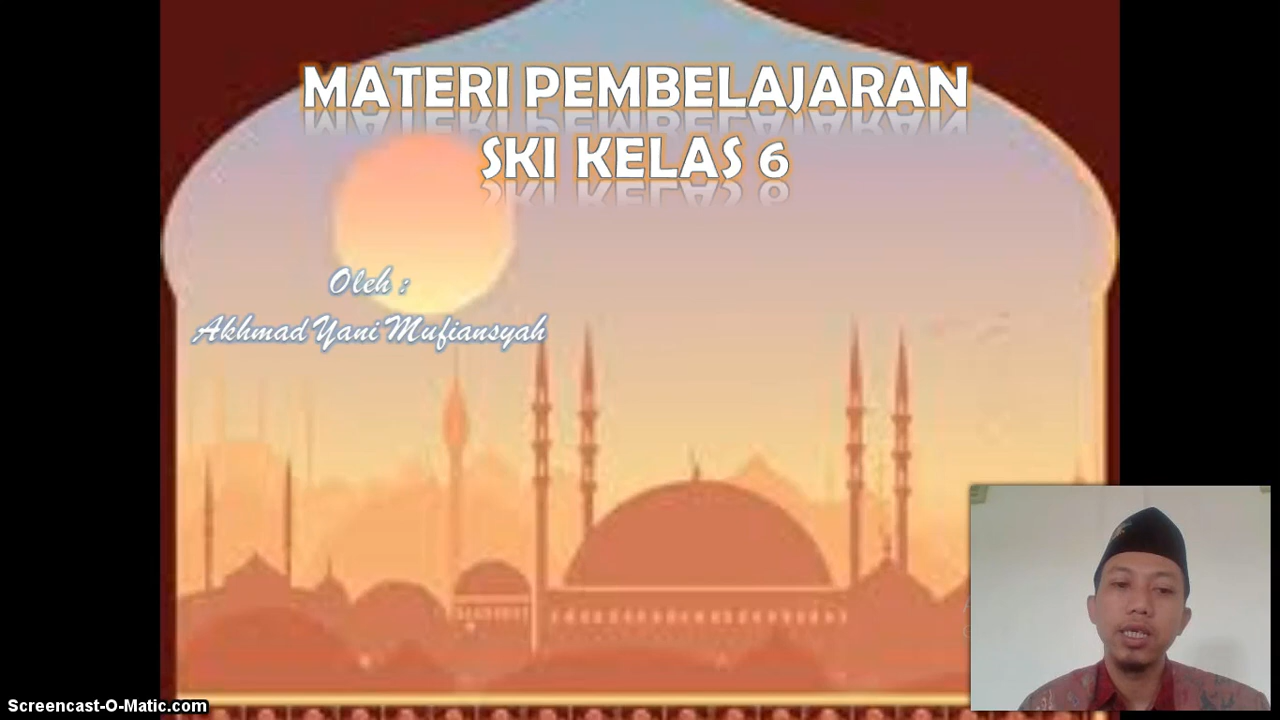 MATERI PEMBELAJARAN
SKI KELAS 6
Oleh :
Akhmad Yani Mufiansyah
Screencast-O-Matic.com